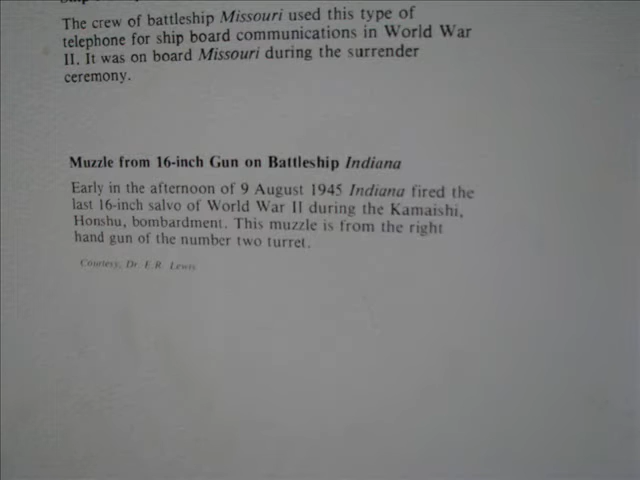 The crew of battleship Missouri used this type of
telephone for ship board communications in World War
II. It was on board Missouri during the surrender
ceremony.
Muzzle from 16-inch Gun on Battleship Indiana
Early in the afternoon of 9 August 1945 Indiana fired the
last 16-inch salvo of World War II during the Kamaishi,
Honshu, bombardment. This muzzle is from the right
hand gun of the number two turret.
Courtesy, Dr. E.R. Lewis